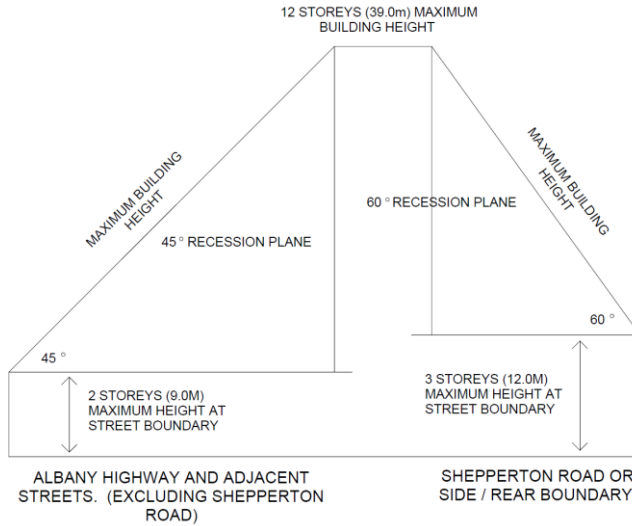 12 STOREYS (39.0m) MAXIMUM
BUILDING HEIGHT
MAXIMUM BUILDING
HEIGHT
MAXIMUM BUILDING
HEIGHT
60 ° RECESSION PLANE
45 ° RECESSION PLANE
60 °
45 °
2 STOREYS (9.0M)
MAXIMUM HEIGHT AT
STREET BOUNDARY
3 STOREYS (12.0M)
MAXIMUM HEIGHT AT
STREET BOUNDARY
ALBANY HIGHWAY AND ADJACENT
STREETS. (EXCLUDING SHEPPERTON
ROAD)
SHEPPERTON ROAD OR
SIDE / REAR BOUNDARY